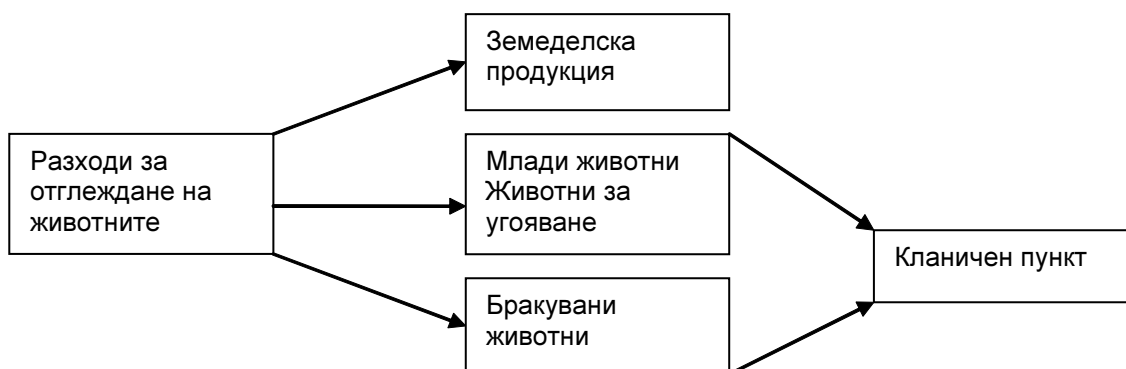 Земеделска
продукция
Разходи за
отглеждане на
животните
Млади животни
Животни за
угояване
Бракувани
животни
Кланичен пункт